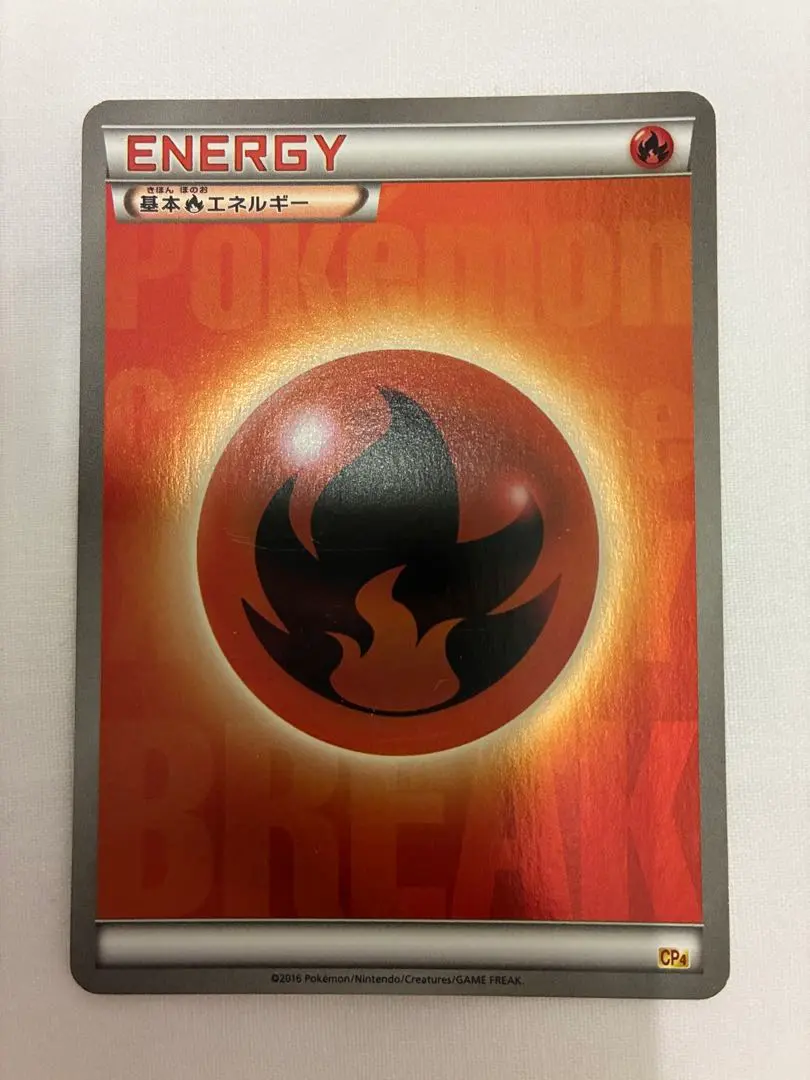 ENERGY
きほん ほのお
基本エネルギー
Pokémon
BREAK
CP4
©2016 Pokémon/Nintendo/Creatures/GAME FREAK.